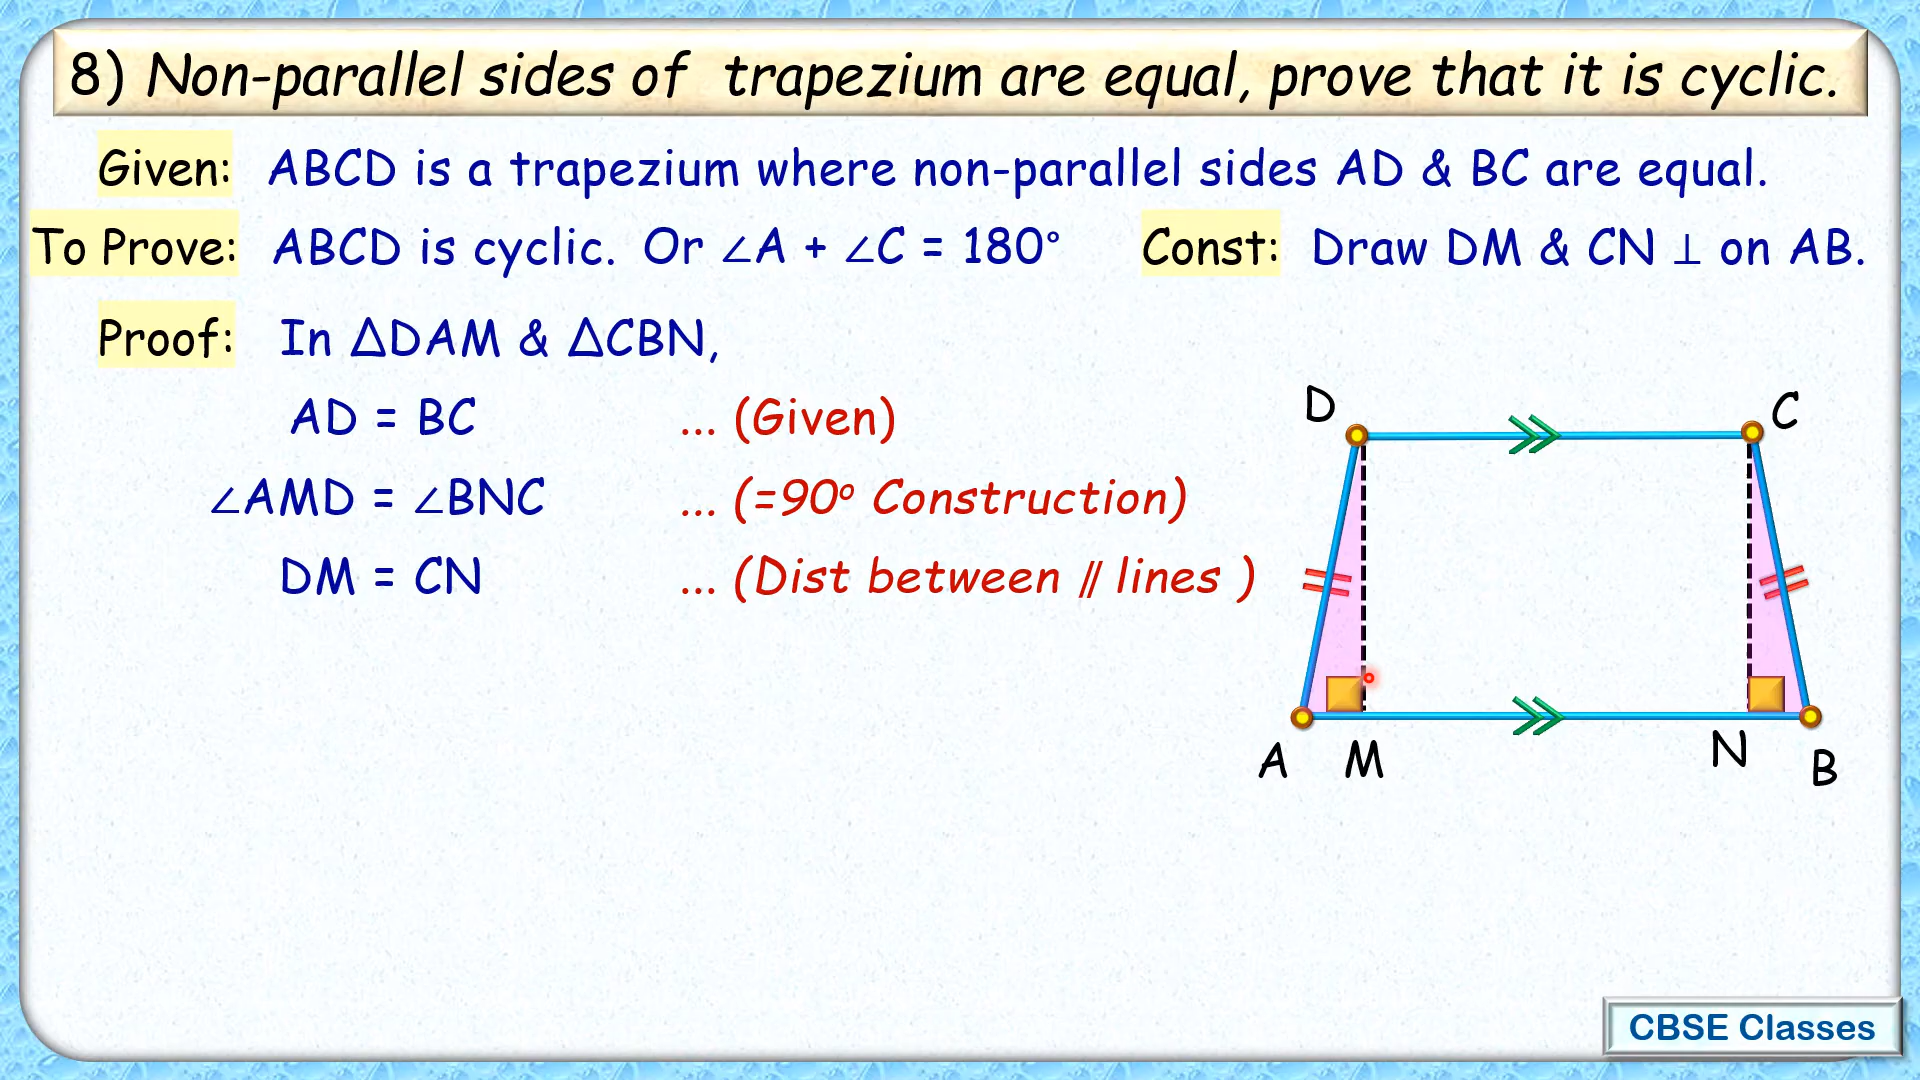 8) Non-parallel sides of trapezium are equal, prove that it is cyclic.
Given: ABCD is a trapezium where non-parallel sides AD & BC are equal.
To Prove: ABCD is cyclic. Or ∠A + ∠C = 180° Const: Draw DM & CN ⊥ on AB.
Proof: In ΔDAM & ΔCBN,
AD = BC ... (Given)
∠AMD = ∠BNC ... (=90° Construction)
DM = CN ... (Dist between ∥ lines )
D C
A M N B
CBSE Classes